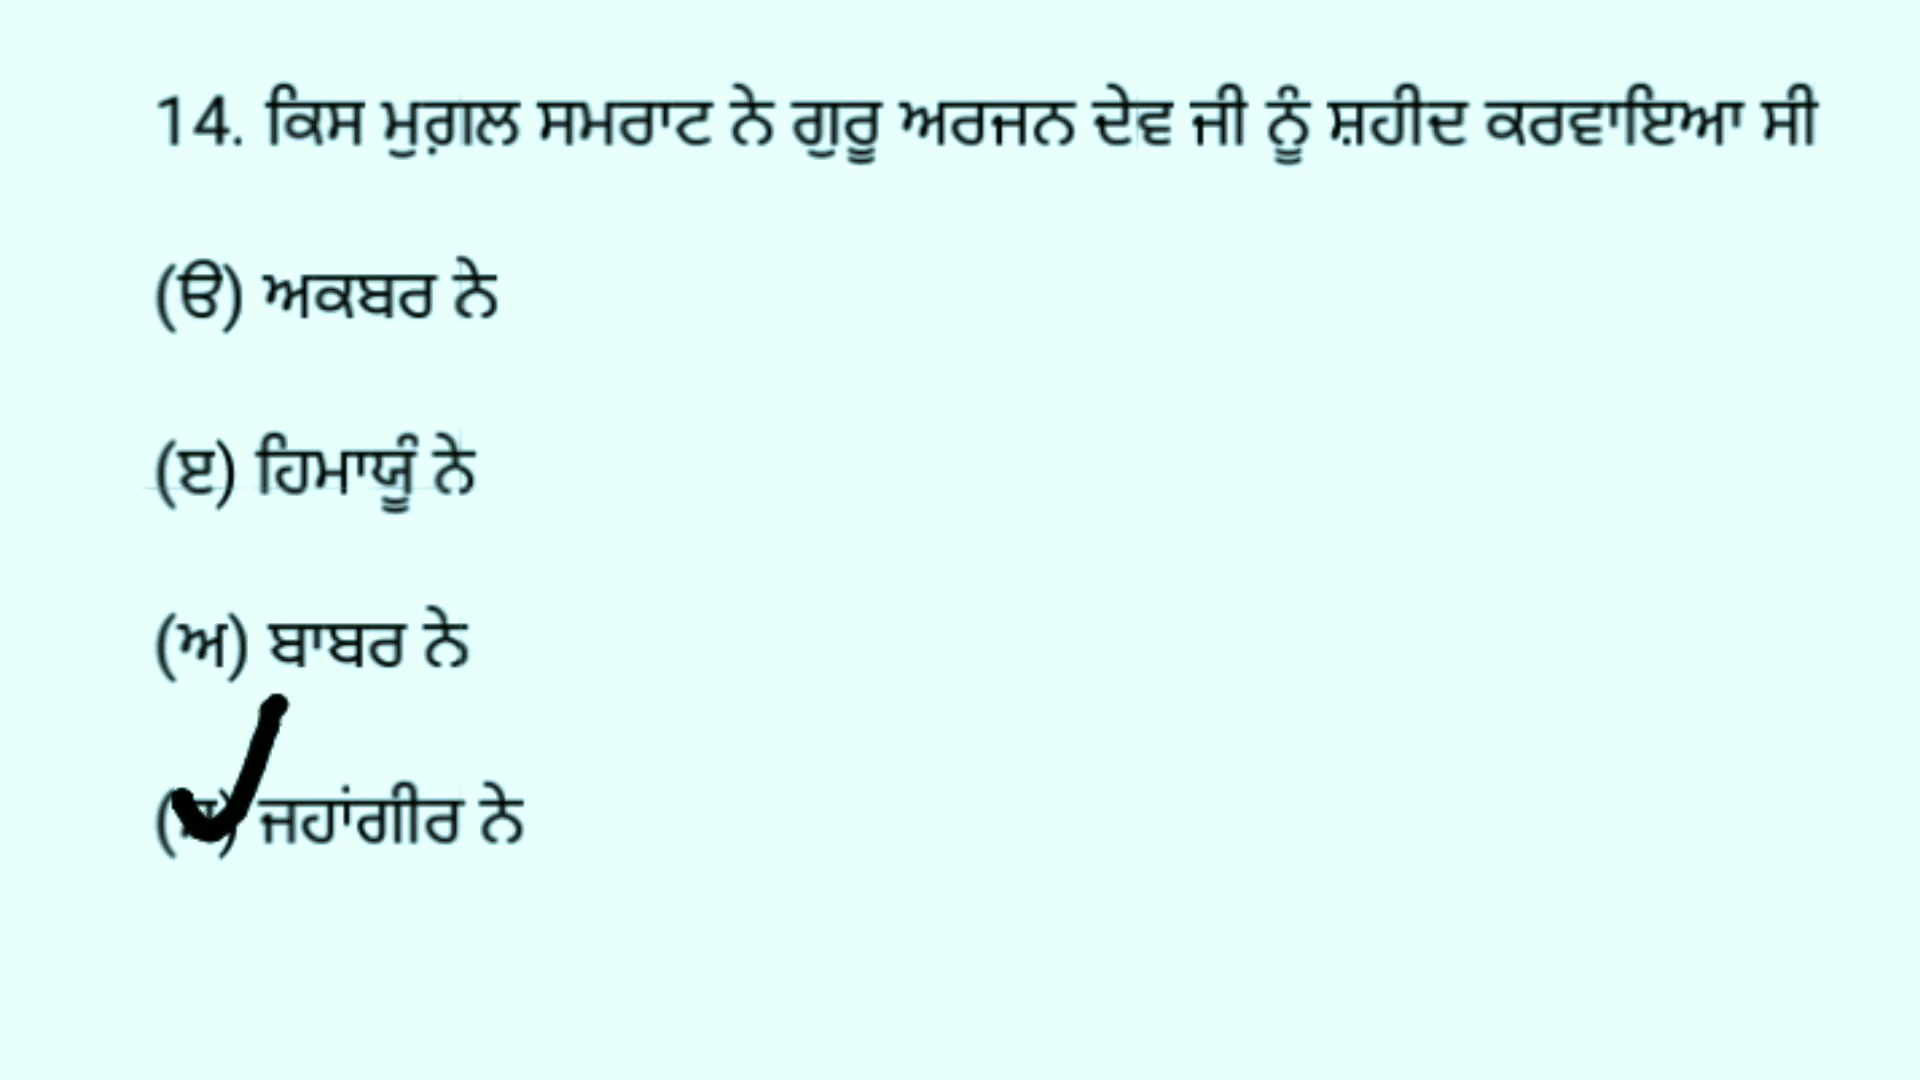 14. ਕਿਸ ਮੁਗ਼ਲ ਸਮਰਾਟ ਨੇ ਗੁਰੂ ਅਰਜਨ ਦੇਵ ਜੀ ਨੂੰ ਸ਼ਹੀਦ ਕਰਵਾਇਆ ਸੀ
(ੳ) ਅਕਬਰ ਨੇ
(ੲ) ਹਿਮਾਯੂੰ ਨੇ
(ਅ) ਬਾਬਰ ਨੇ
ਜਹਾਂਗੀਰ ਨੇ